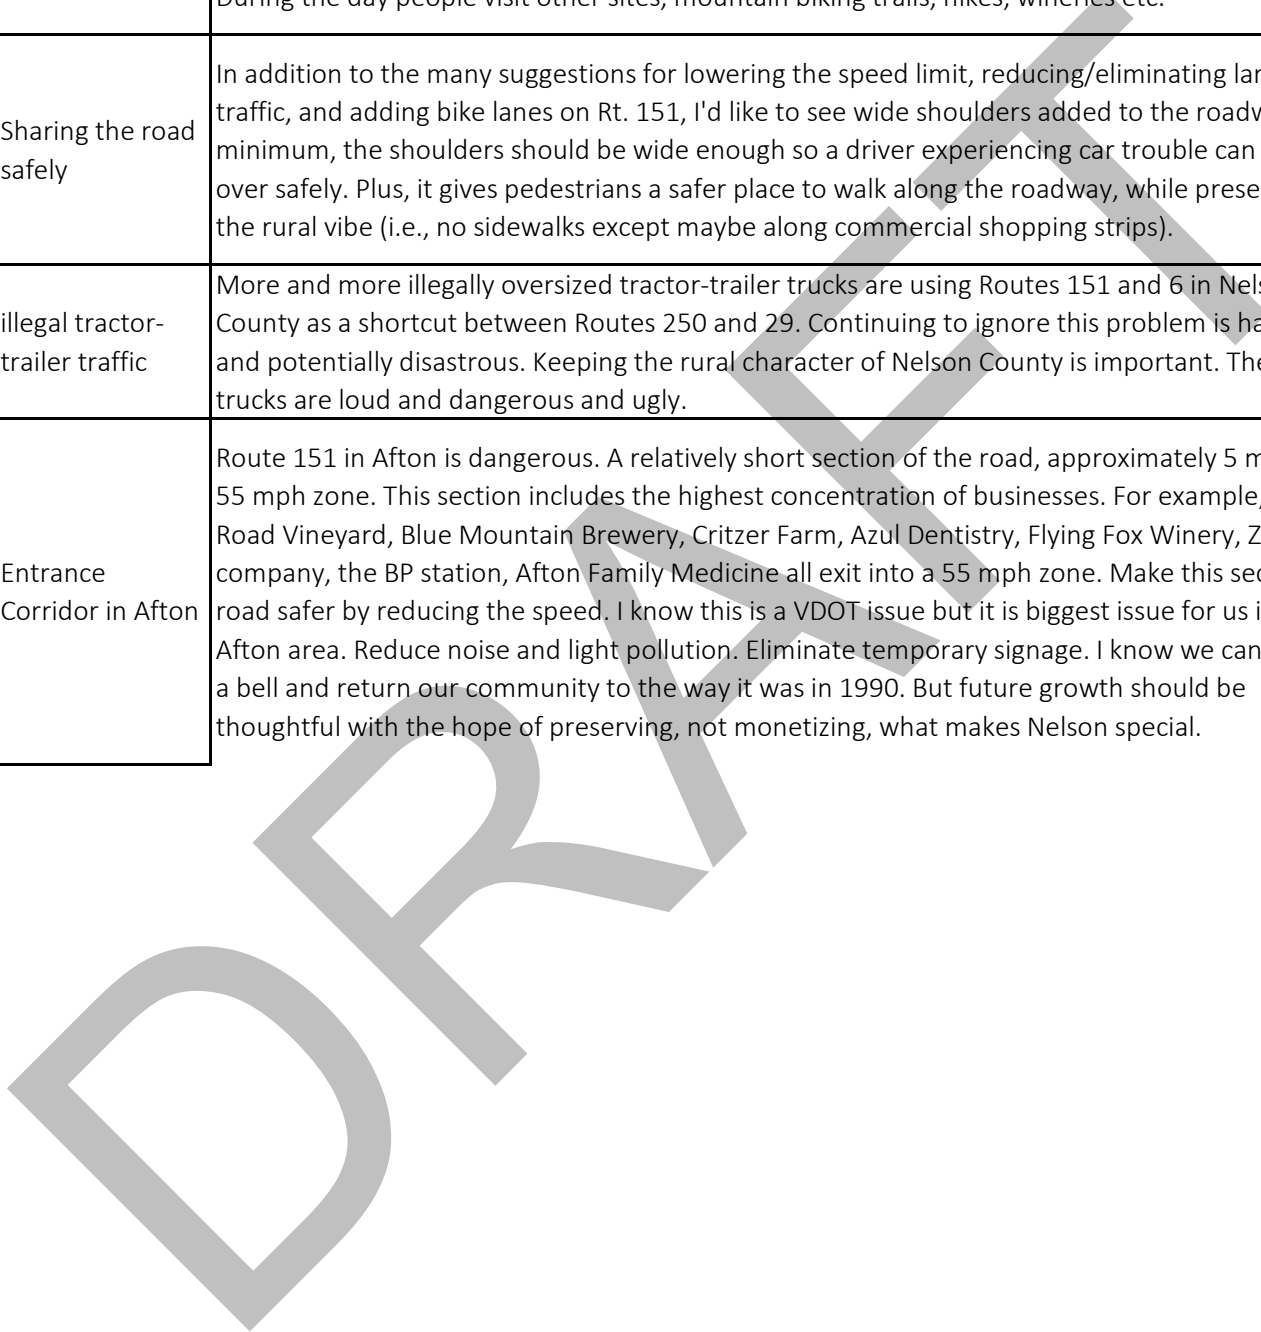 During the day people visit other sites, mountain biking trails, hikes, wineries etc.
Sharing the road
safely
In addition to the many suggestions for lowering the speed limit, reducing/eliminating
traffic, and adding bike lanes on Rt. 151, I'd like to see wide shoulders added to the
minimum, the shoulders should be wide enough so a driver experiencing car trouble can
over safely. Plus, it gives pedestrians a safer place to walk along the roadway, while
the rural vibe (i.e., no sidewalks except maybe along commercial shopping strips).
illegal tractor-
trailer traffic
More and more illegally oversized tractor-trailer trucks are using Routes 151 and 6 in
County as a shortcut between Routes 250 and 29. Continuing to ignore this problem is
and potentially disastrous. Keeping the rural character of Nelson County is important.
trucks are loud and dangerous and ugly.
Entrance
Corridor in Afton
Route 151 in Afton is dangerous. A relatively short section of the road, approximately 5
55 mph zone. This section includes the highest concentration of businesses. For example,
Road Vineyard, Blue Mountain Brewery, Critzer Farm, Azul Dentistry, Flying Fox Winery,
company, the BP station, Afton Family Medicine all exit into a 55 mph zone. Make this
road safer by reducing the speed. I know this is a VDOT issue but it is biggest issue for us
Afton area. Reduce noise and light pollution. Eliminate temporary signage. I know we
a bell and return our community to the way it was in 1990. But future growth should be
thoughtful with the hope of preserving, not monetizing, what makes Nelson special.
DRAFT